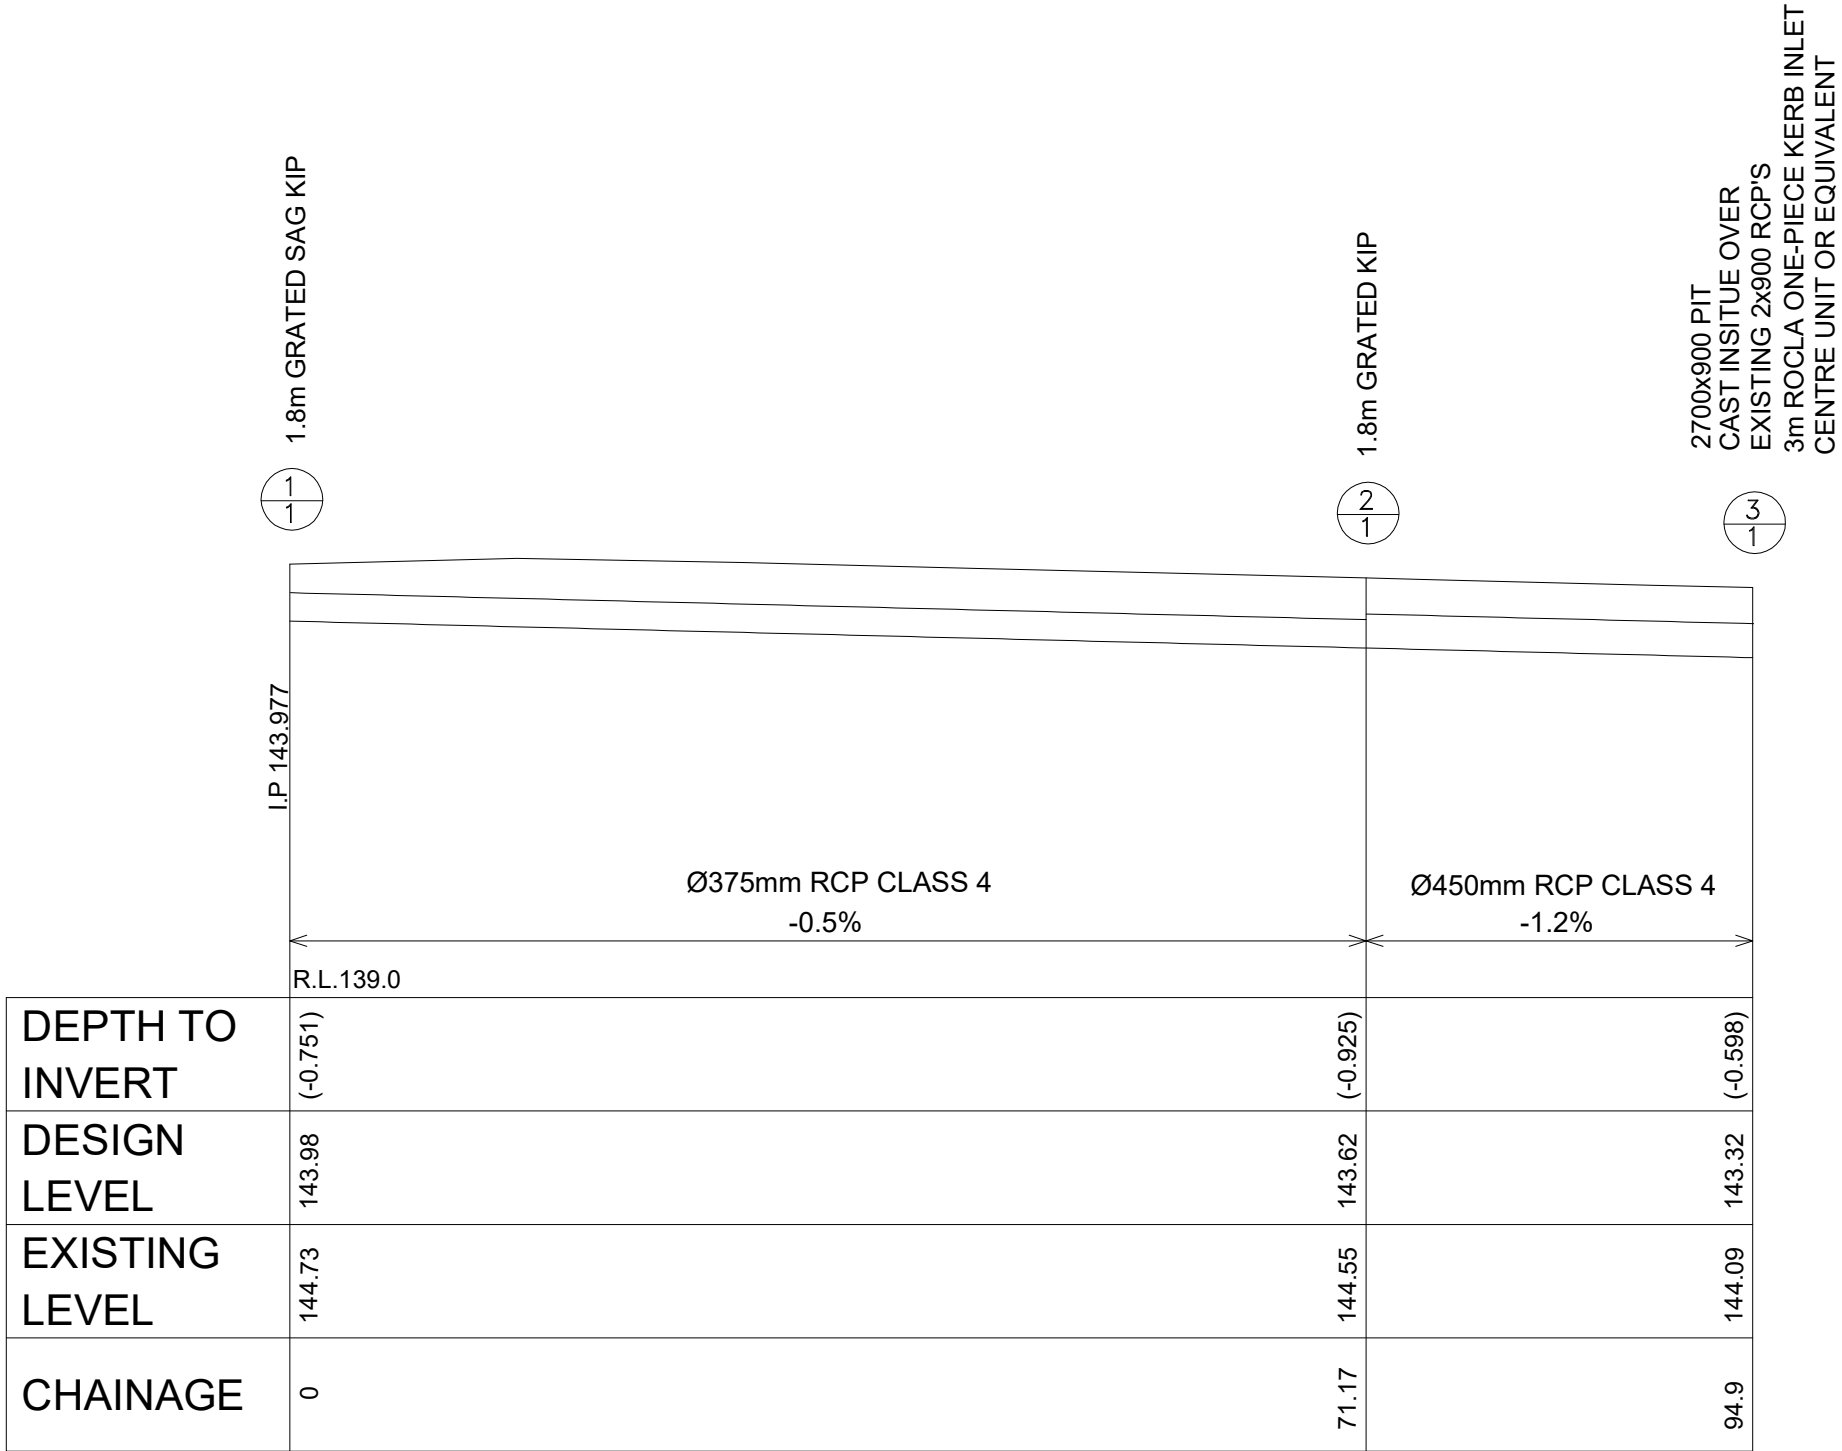 1.8m GRATED SAG KIP
1.8m GRATED KIP
2700x900 PIT
CAST INSITUE OVER
EXISTING 2x900 RCP'S
3m ROCLA ONE-PIECE KERB INLET
CENTRE UNIT OR EQUIVALENT
1
1
2
1
3
1
I.P 143.977
Ø375mm RCP CLASS 4
-0.5%
Ø450mm RCP CLASS 4
-1.2%
R.L.139.0
DEPTH TO
INVERT
(-0.751)
(-0.925)
(-0.598)
DESIGN
LEVEL
143.98
143.62
143.32
EXISTING
LEVEL
144.73
144.55
144.09
CHAINAGE
0
71.17
94.9